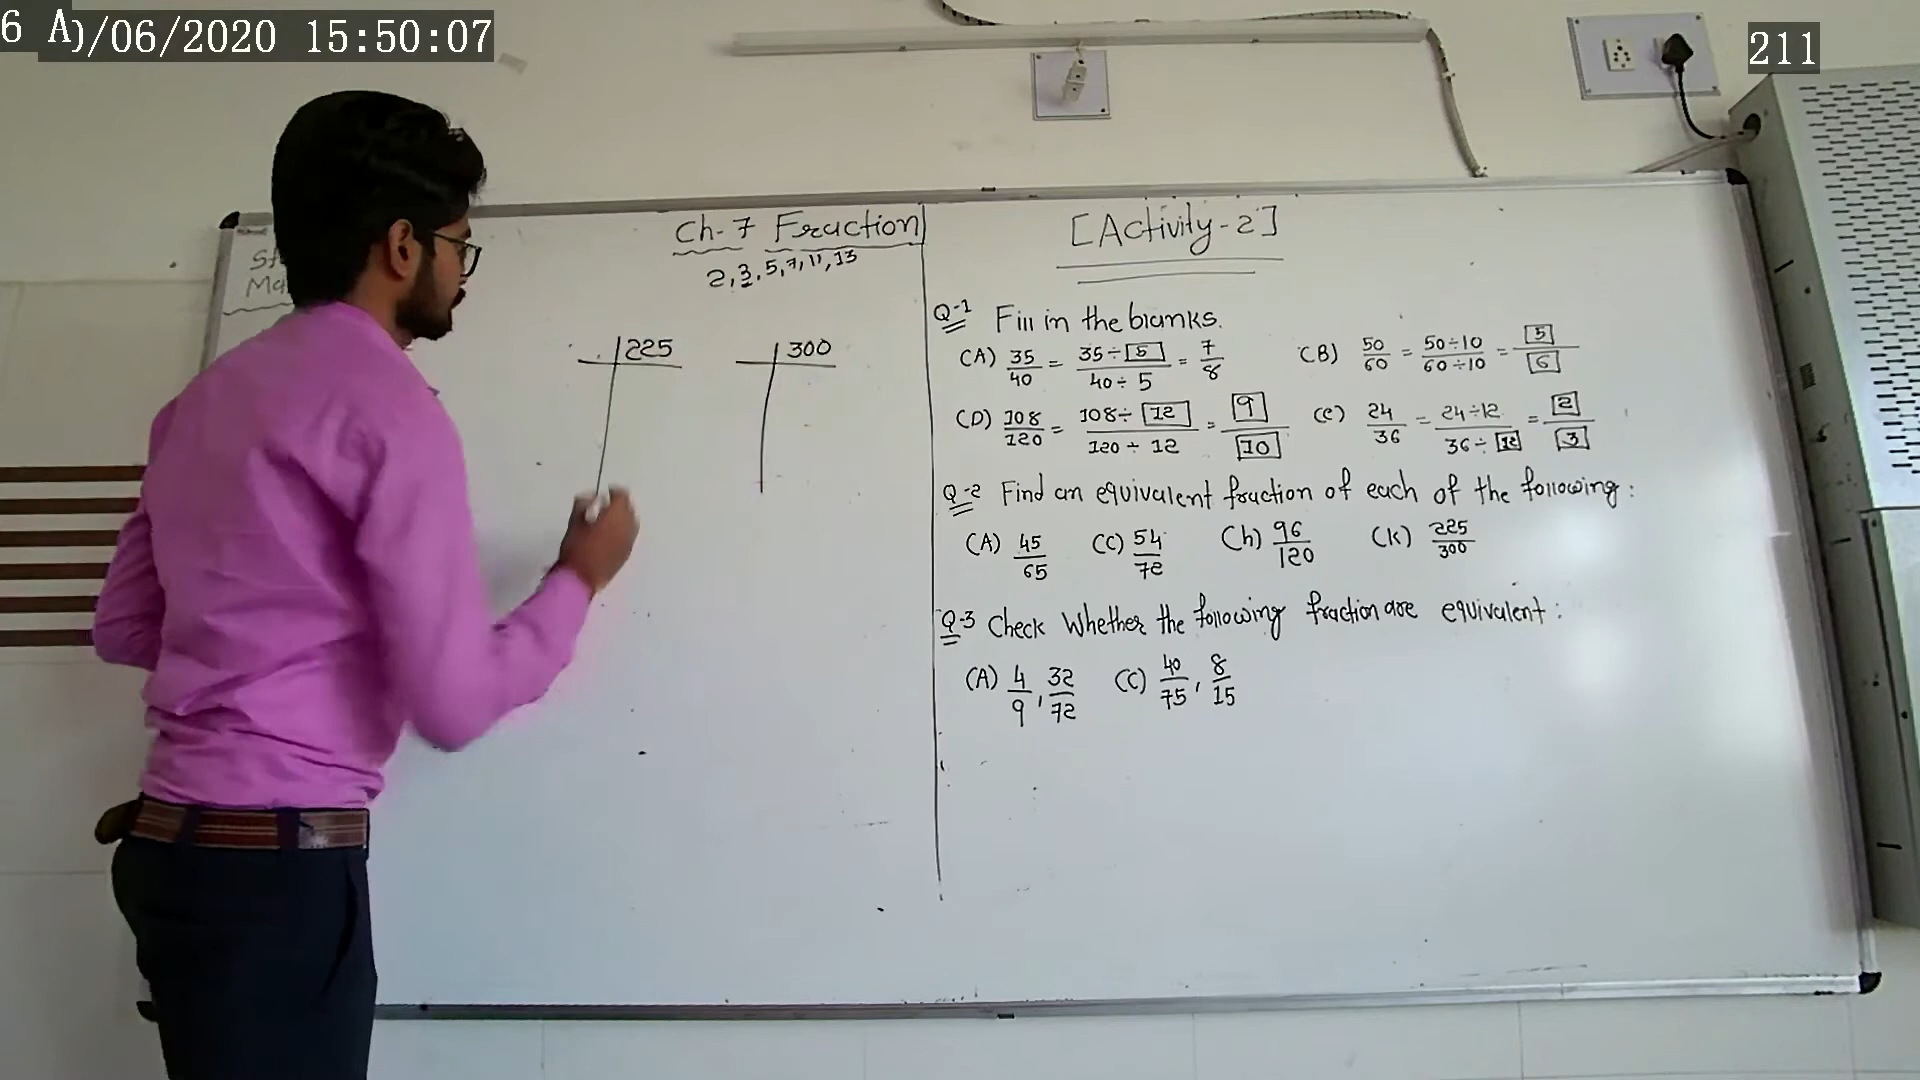 6 A
/06/2020 15:50:07
211
Ch-7 Fraction
2,3,5,7,11,13
225
300
[Activity-2]
Q-1 Fill in the blanks.
(A) 35/40 = 35÷5/40÷5 = 7/8 (B) 50/60 = 50÷10/60÷10 = 5/6
(D) 108/120 = 108÷12/120÷12 = 9/10 (e) 24/36 = 24÷12/36÷12 = 2/3
Q-2 Find an equivalent fraction of each of the following:
(A) 45/65 (C) 54/72 (h) 96/120 (k) 225/300
Q-3 Check Whether the following fraction are equivalent:
(A) 4/9, 32/72 (C) 40/75, 8/15